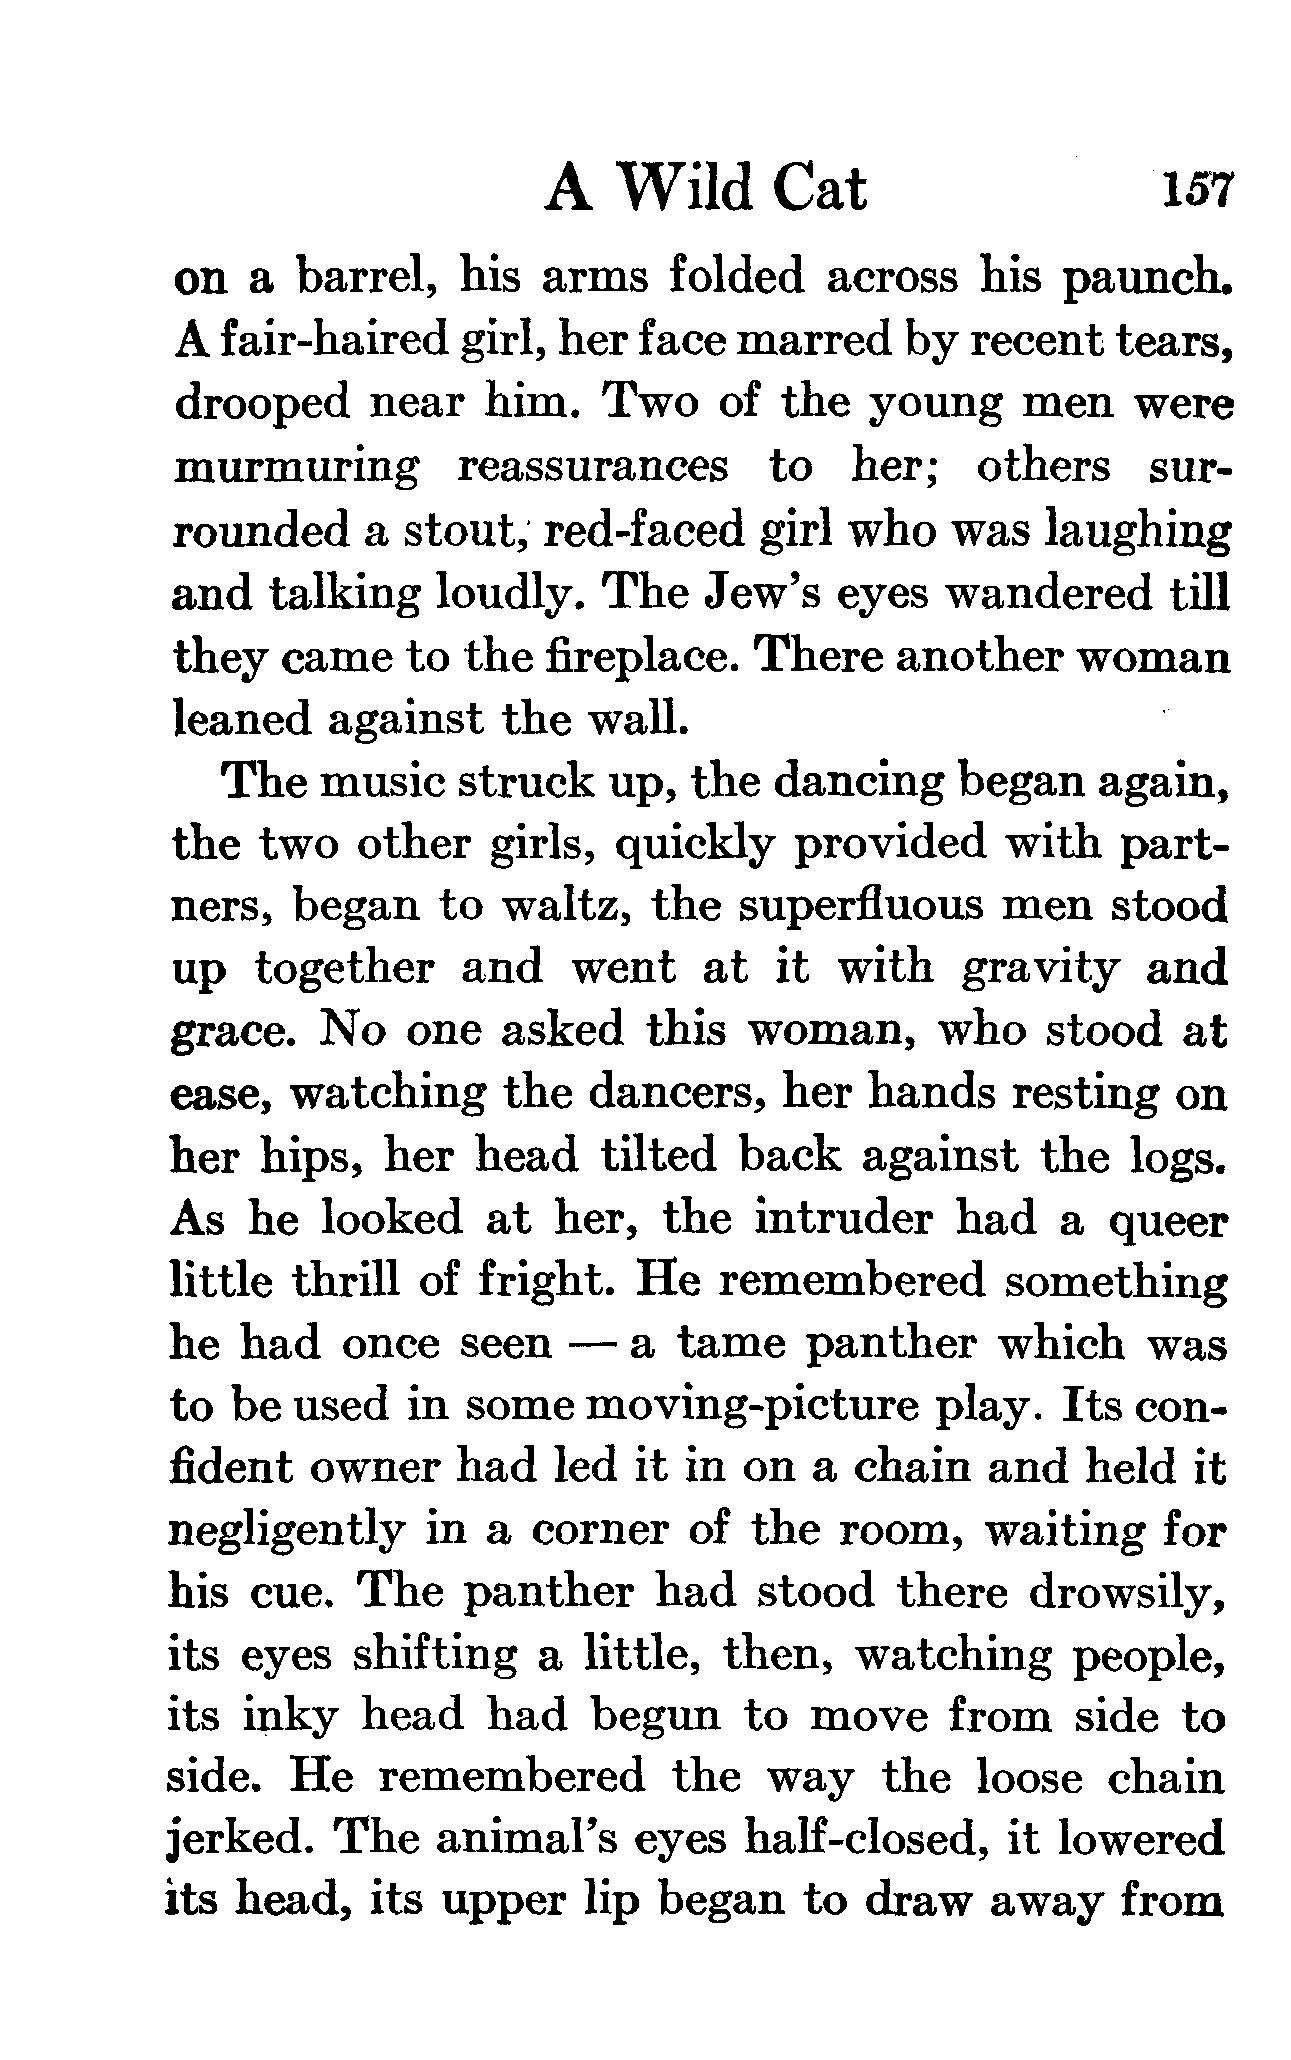 A Wild Cat 157
on a barrel, his arms folded across his paunch.
A fair-haired girl, her face marred by recent tears,
drooped near him. Two of the young men were
murmuring reassurances to her; others sur-
rounded a stout, red-faced girl who was laughing
and talking loudly. The Jew's eyes wandered till
they came to the fireplace. There another woman
leaned against the wall.
The music struck up, the dancing began again,
the two other girls, quickly provided with part-
ners, began to waltz, the superfluous men stood
up together and went at it with gravity and
grace. No one asked this woman, who stood at
ease, watching the dancers, her hands resting on
her hips, her head tilted back against the logs.
As he looked at her, the intruder had a queer
little thrill of fright. He remembered something
he had once seen — a tame panther which was
to be used in some moving-picture play. Its con-
fident owner had led it in on a chain and held it
negligently in a corner of the room, waiting for
his cue. The panther had stood there drowsily,
its eyes shifting a little, then, watching people,
its inky head had begun to move from side to
side. He remembered the way the loose chain
jerked. The animal's eyes half-closed, it lowered
its head, its upper lip began to draw away from